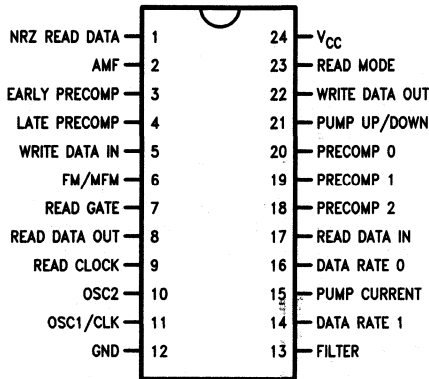 NRZ READ DATA 1 24 VCC
AMF 2 23 READ MODE
EARLY PRECOMP 3 22 WRITE DATA OUT
LATE PRECOMP 4 21 PUMP UP/DOWN
WRITE DATA IN 5 20 PRECOMP 0
FM/MFM 6 19 PRECOMP 1
READ GATE 7 18 PRECOMP 2
READ DATA OUT 8 17 READ DATA IN
READ CLOCK 9 16 DATA RATE 0
OSC2 10 15 PUMP CURRENT
OSC1/CLK 11 14 DATA RATE 1
GND 12 13 FILTER